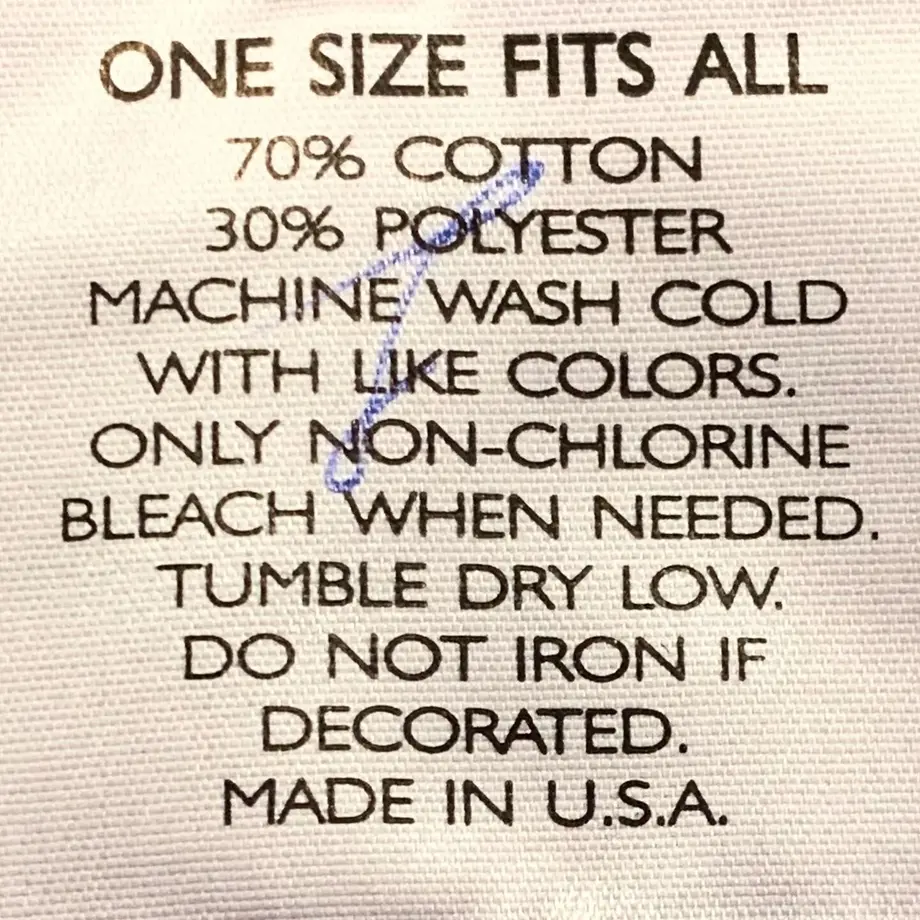 ONE SIZE FITS ALL
70% COTTON
30% POLYESTER
MACHINE WASH COLD
WITH LIKE COLORS.
ONLY NON-CHLORINE
BLEACH WHEN NEEDED.
TUMBLE DRY LOW.
DO NOT IRON IF
DECORATED.
MADE IN U.S.A.